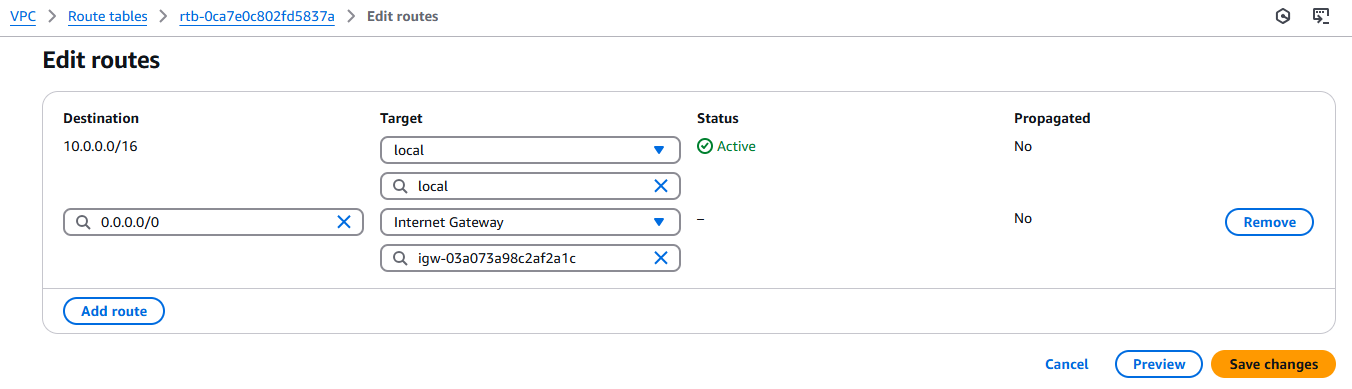 VPC > Route tables > rtb-0ca7e0c802fd5837a > Edit routes
Edit routes
Destination Target Status Propagated
10.0.0.0/16 local Active No
local
0.0.0.0/0 Internet Gateway – No Remove
igw-03a073a98c2af2a1c
Add route
Cancel Preview Save changes